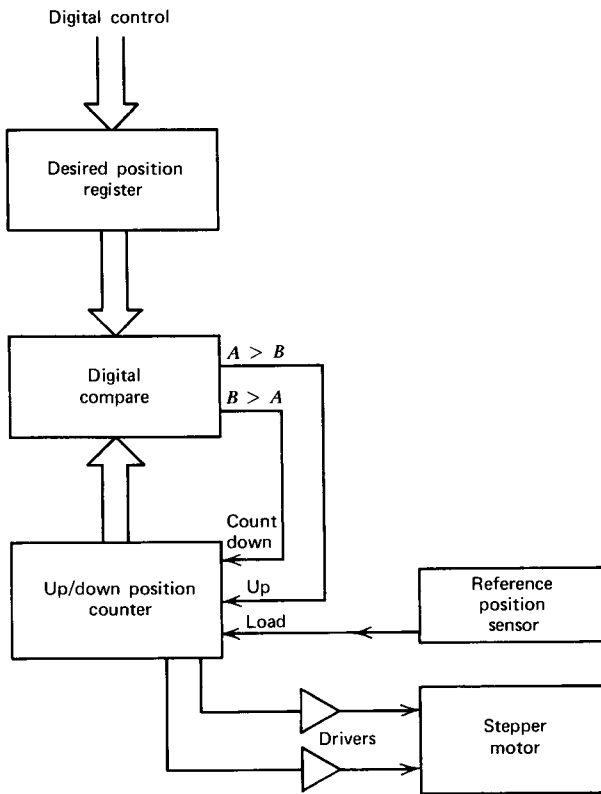 Digital control
Desired position
register
Digital
compare
A > B
B > A
Count
down
Up/down position
counter
Up
Load
Reference
position
sensor
Drivers
Stepper
motor